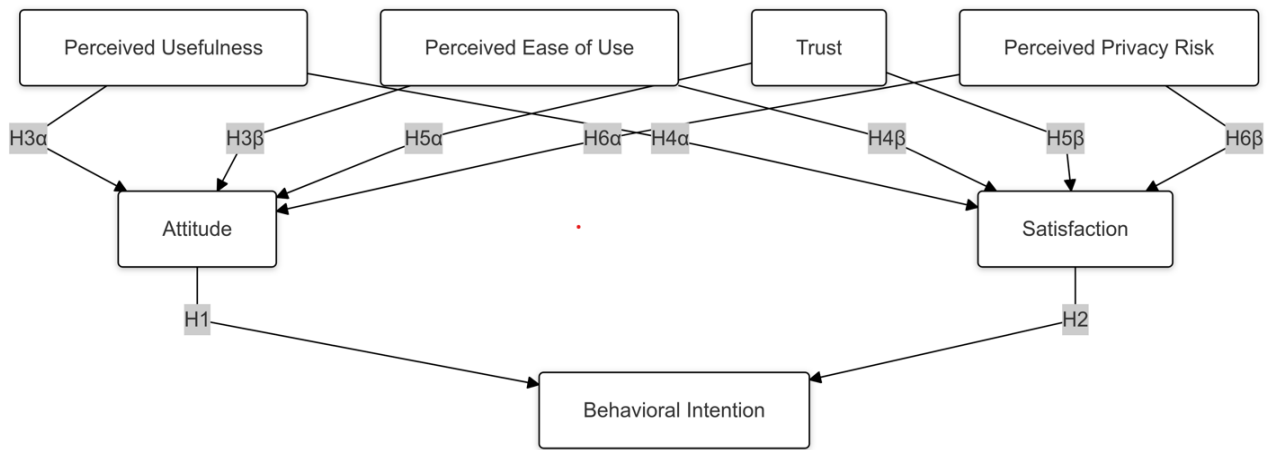 Perceived Usefulness
Perceived Ease of Use
Trust
Perceived Privacy Risk
H3α
H3β
H5α
H6α
H4α
H4β
H5β
H6β
Attitude
Satisfaction
H1
H2
Behavioral Intention